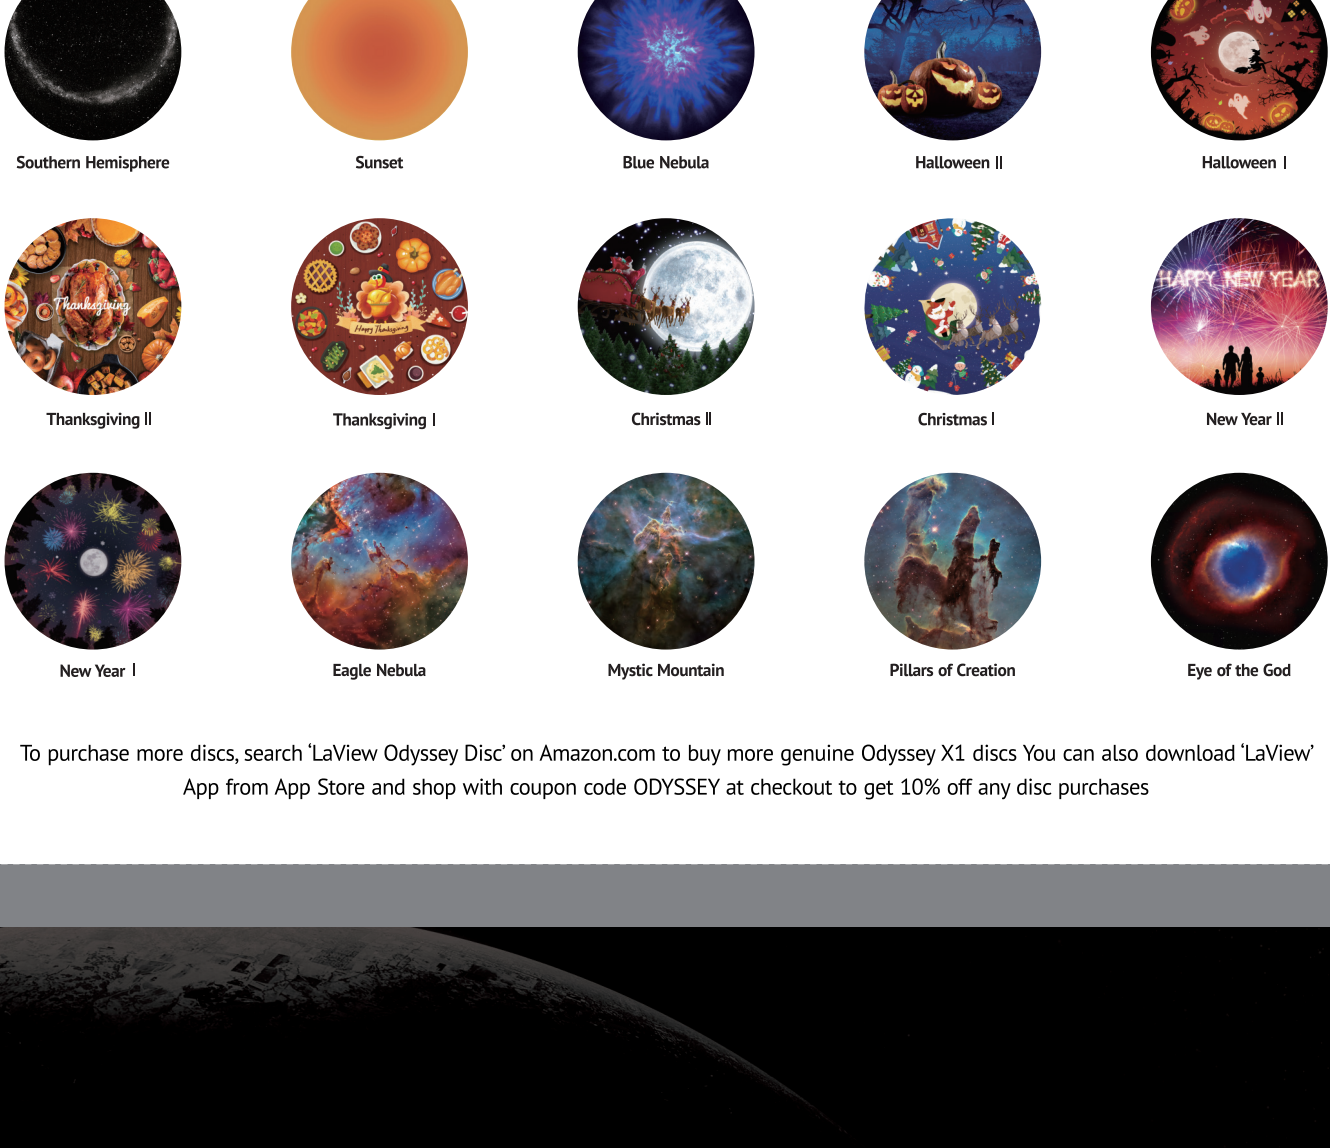 Southern Hemisphere
Sunset
Blue Nebula
Halloween II
Halloween I
Thanksgiving
Happy Thanksgiving
HAPPY NEW YEAR
Thanksgiving II
Thanksgiving I
Christmas II
Christmas I
New Year II
New Year I
Eagle Nebula
Mystic Mountain
Pillars of Creation
Eye of the God
To purchase more discs, search ‘LaView Odyssey Disc’ on Amazon.com to buy more genuine Odyssey X1 discs You can also download ‘LaView’
App from App Store and shop with coupon code ODYSSEY at checkout to get 10% off any disc purchases